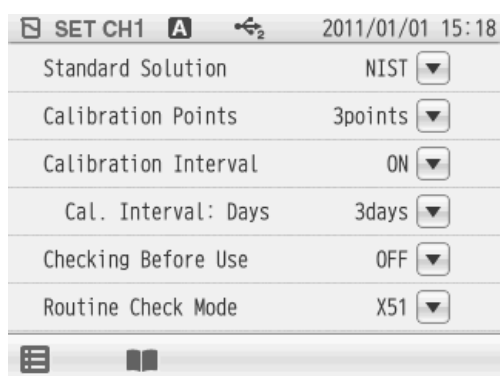 SET CH1 A 2 2011/01/01 15:18
Standard Solution NIST
Calibration Points 3points
Calibration Interval ON
Cal. Interval: Days 3days
Checking Before Use OFF
Routine Check Mode X51